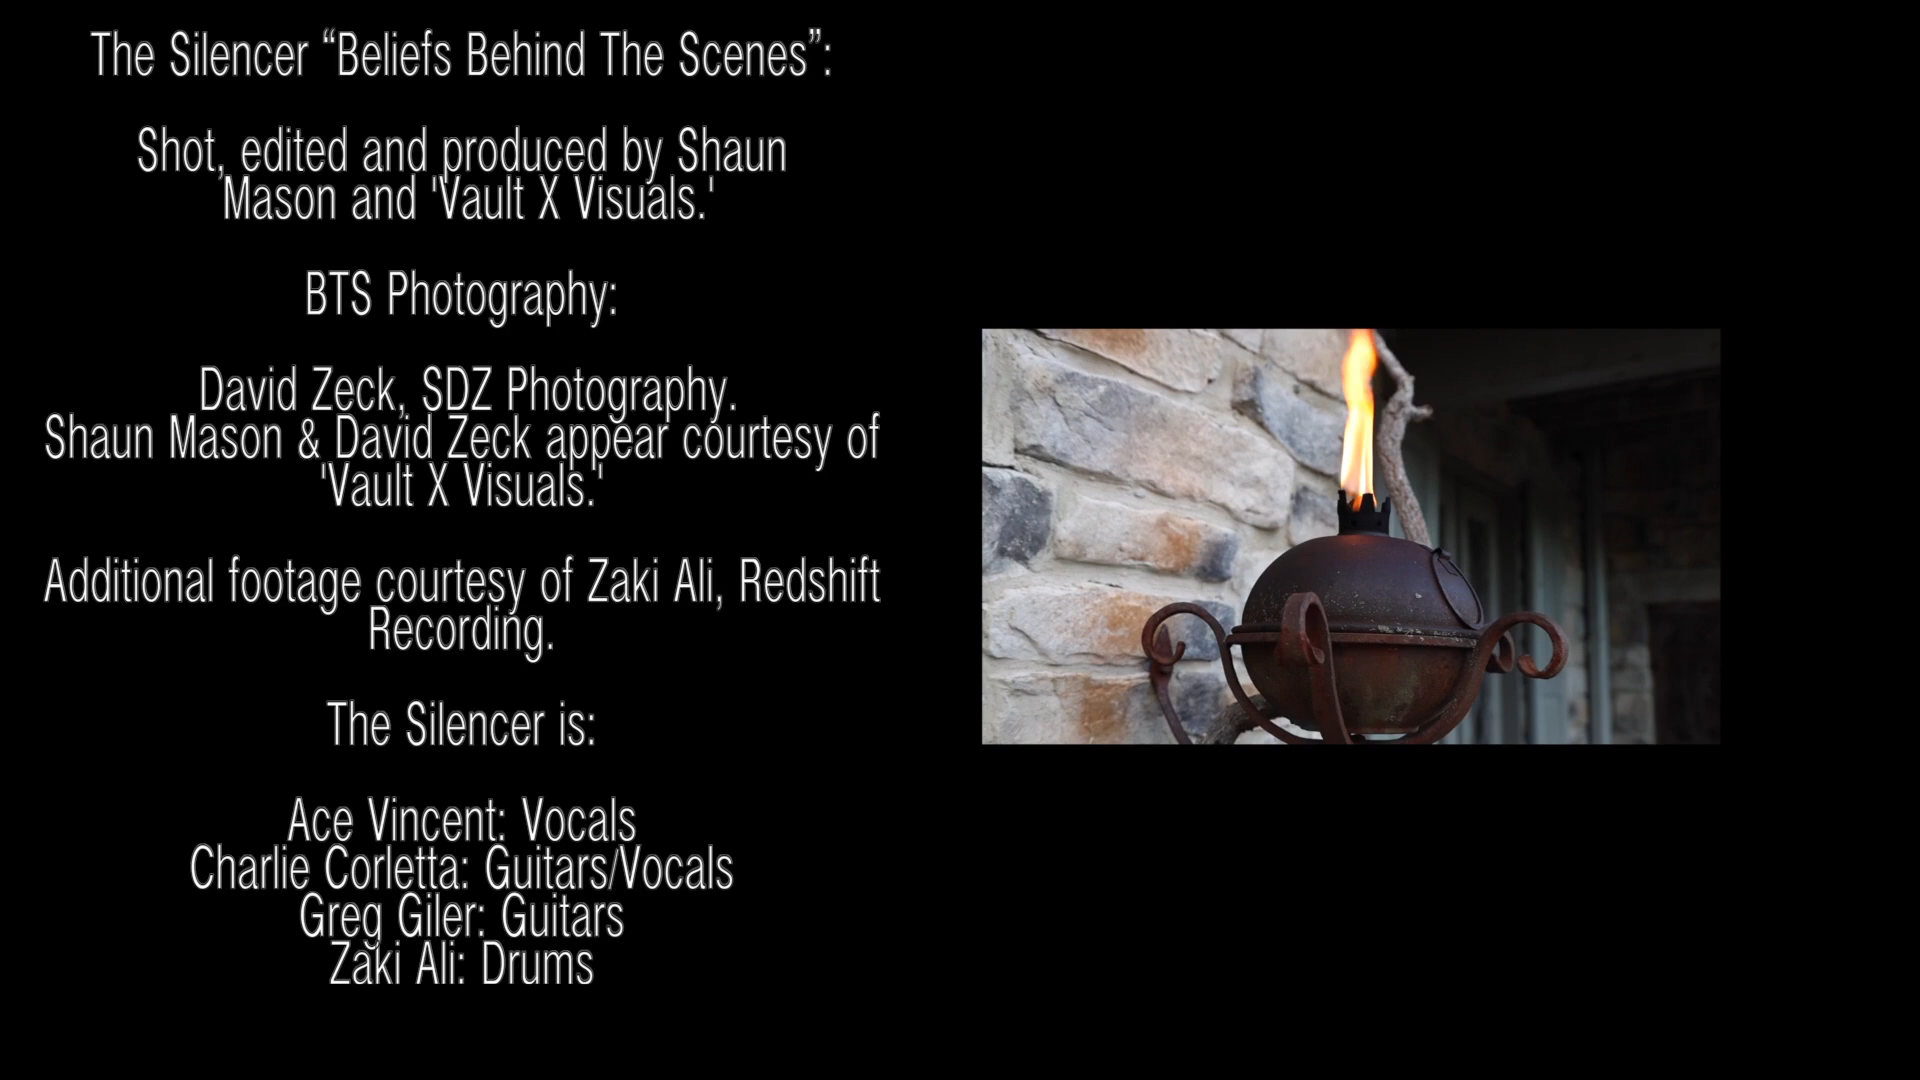 The Silencer “Beliefs Behind The Scenes”:
Shot, edited and produced by Shaun
Mason and 'Vault X Visuals.'
BTS Photography:
David Zeck, SDZ Photography.
Shaun Mason & David Zeck appear courtesy of
'Vault X Visuals.'
Additional footage courtesy of Zaki Ali, Redshift
Recording.
The Silencer is:
Ace Vincent: Vocals
Charlie Corletta: Guitars/Vocals
Greg Giler: Guitars
Zaki Ali: Drums